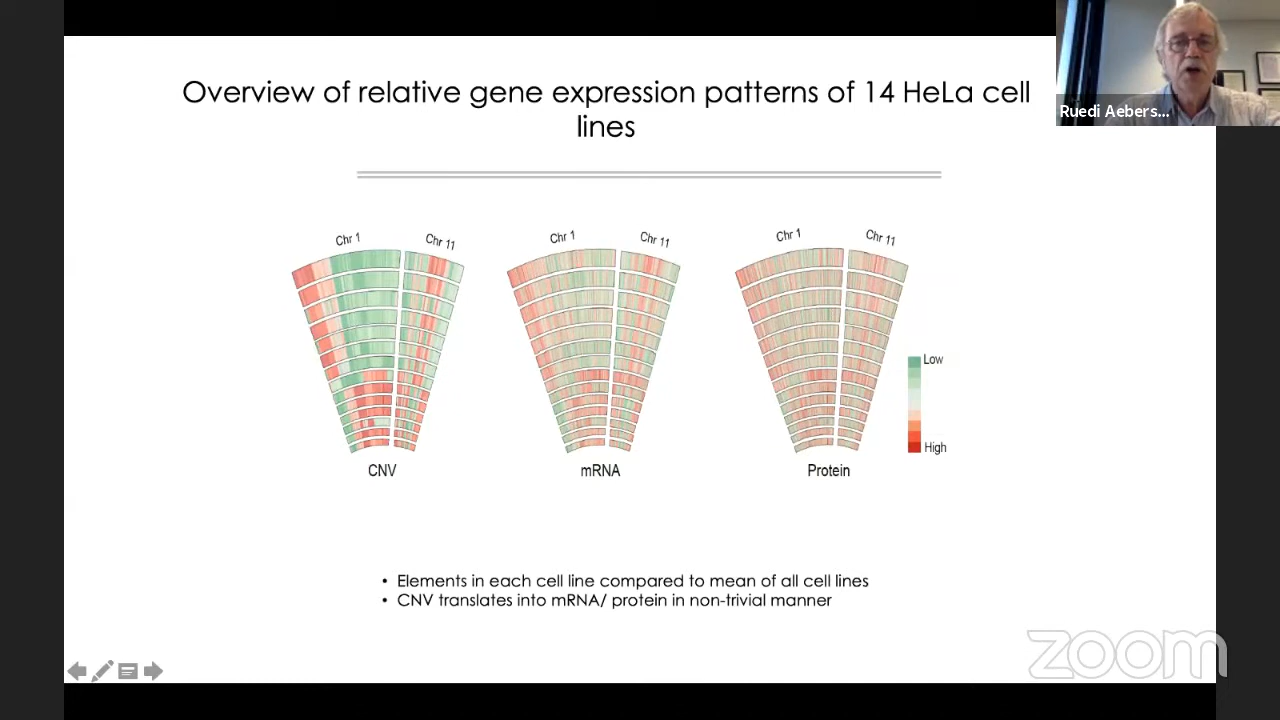 Overview of relative gene expression patterns of 14 HeLa cell
lines
Ruedi Aebers...
Chr 1
Chr 11
Chr 1
Chr 11
Chr 1
Chr 11
Low
High
CNV
mRNA
Protein
• Elements in each cell line compared to mean of all cell lines
• CNV translates into mRNA/ protein in non-trivial manner
zoom